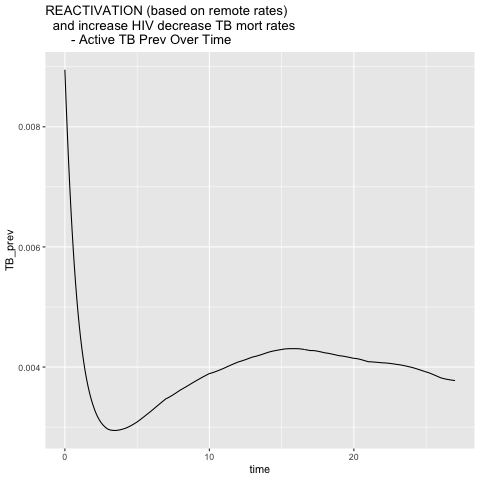 REACTIVATION (based on remote rates)
and increase HIV decrease TB mort rates
- Active TB Prev Over Time
0.008
0.006
0.004
TB_prev
0
10
20
time